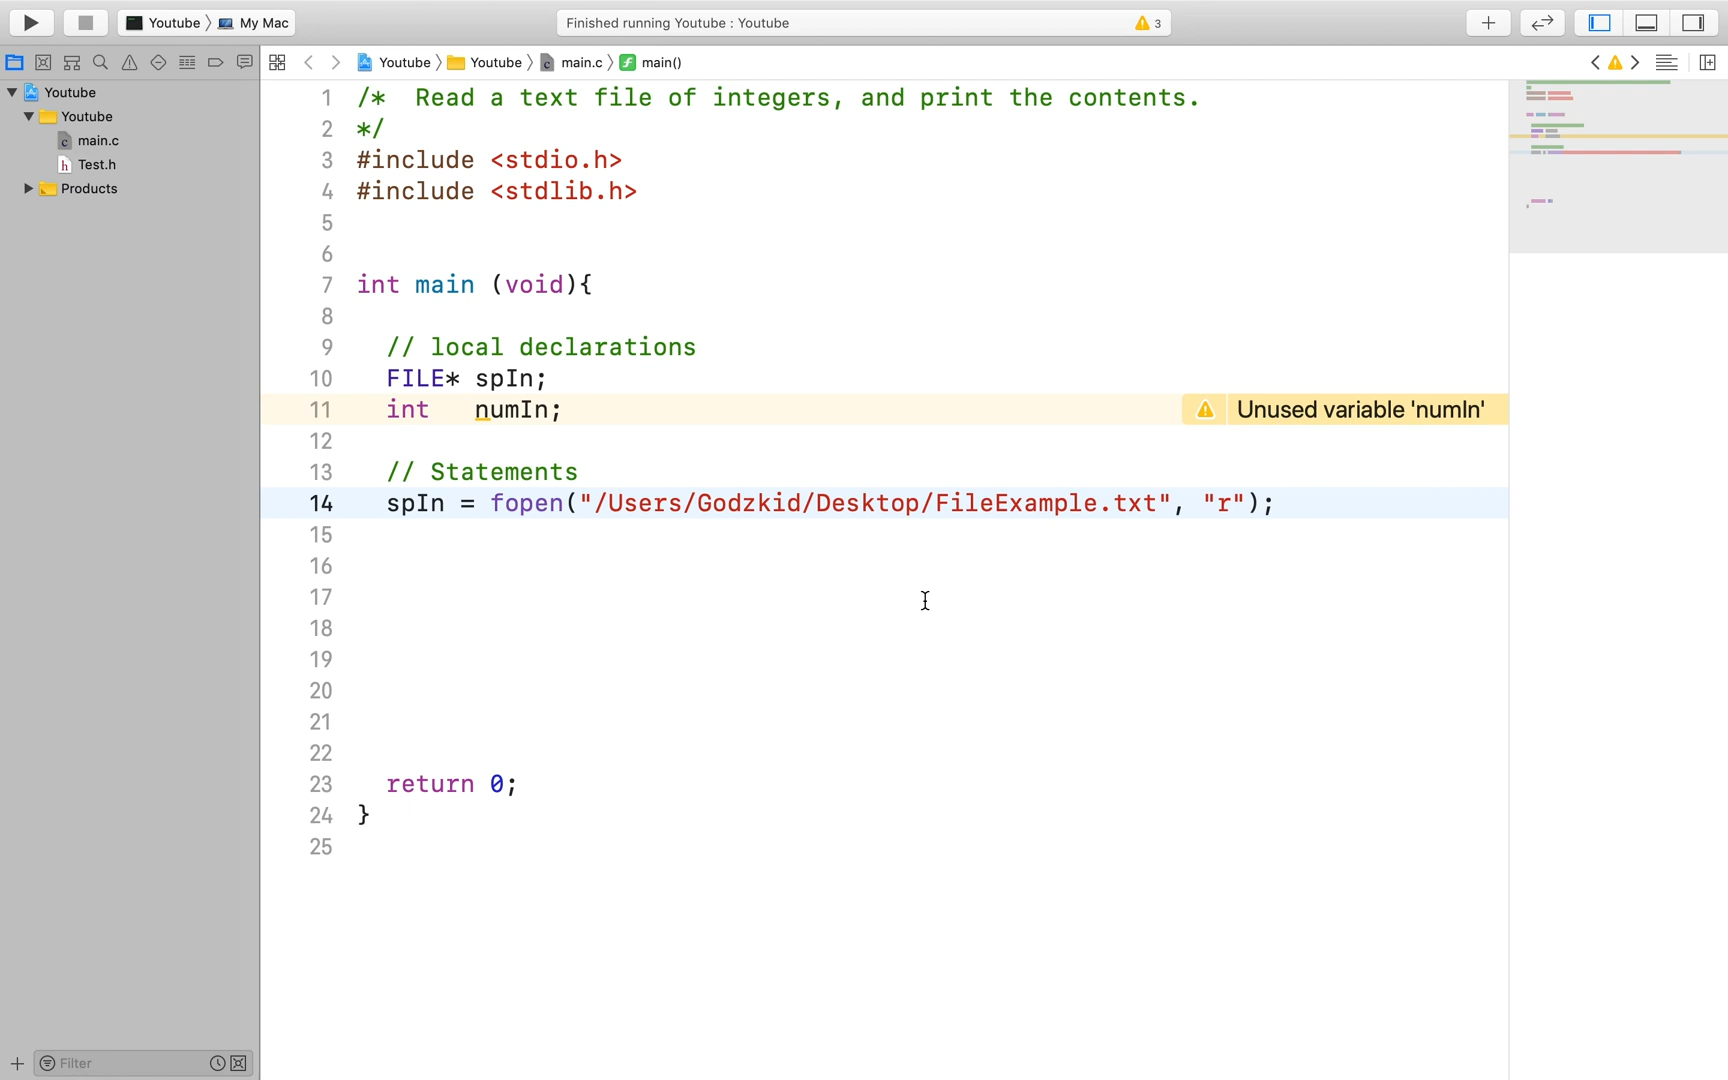 Youtube 〉 My Mac
Finished running Youtube : Youtube
3
Youtube 〉 Youtube 〉 main.c 〉 main()
Youtube
Youtube
main.c
Test.h
Products
1 /*  Read a text file of integers, and print the contents.
2 */
3 #include <stdio.h>
4 #include <stdlib.h>
5
6
7 int main (void){
8
9   // local declarations
10   FILE* spIn;
11   int   numIn;
Unused variable 'numIn'
12
13   // Statements
14   spIn = fopen("/Users/Godzkid/Desktop/FileExample.txt", "r");
15
16
17
18
19
20
21
22
23   return 0;
24 }
25
Filter